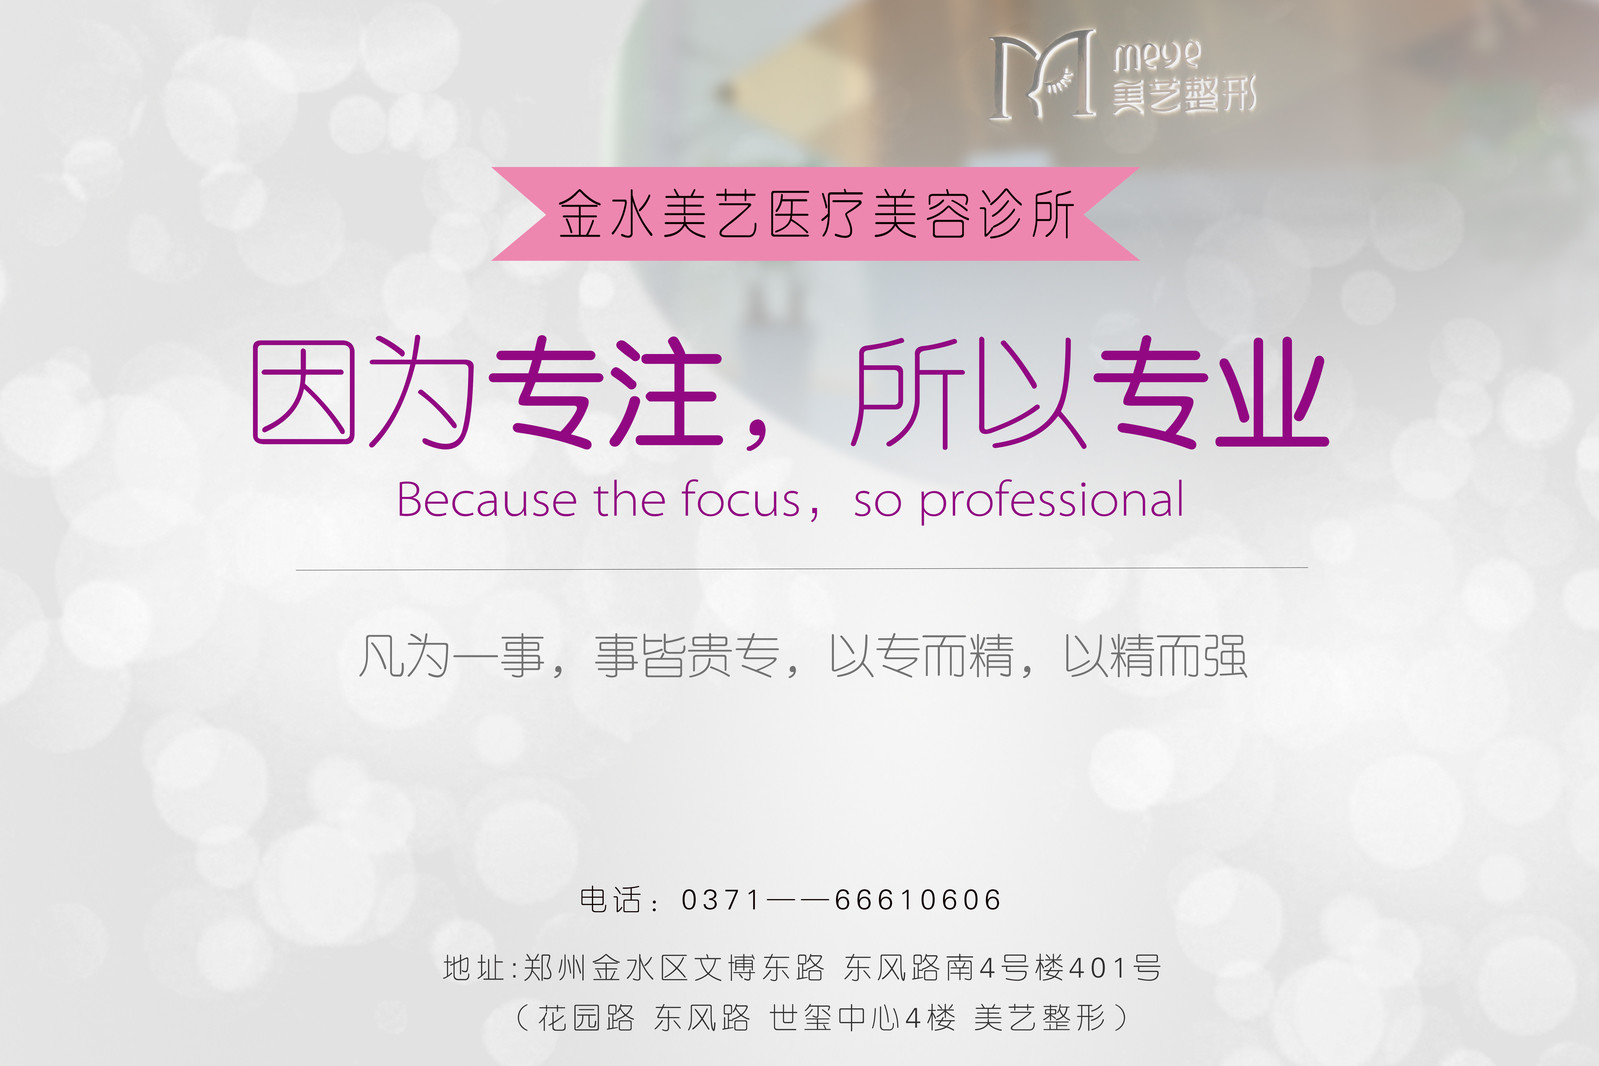 meye
美艺整形
金水美艺医疗美容诊所
因为专注，所以专业
Because the focus，so professional
凡为一事，事皆贵专，以专而精，以精而强
电话：0371——66610606
地址:郑州金水区文博东路 东风路南4号楼401号
（花园路 东风路 世玺中心4楼 美艺整形）